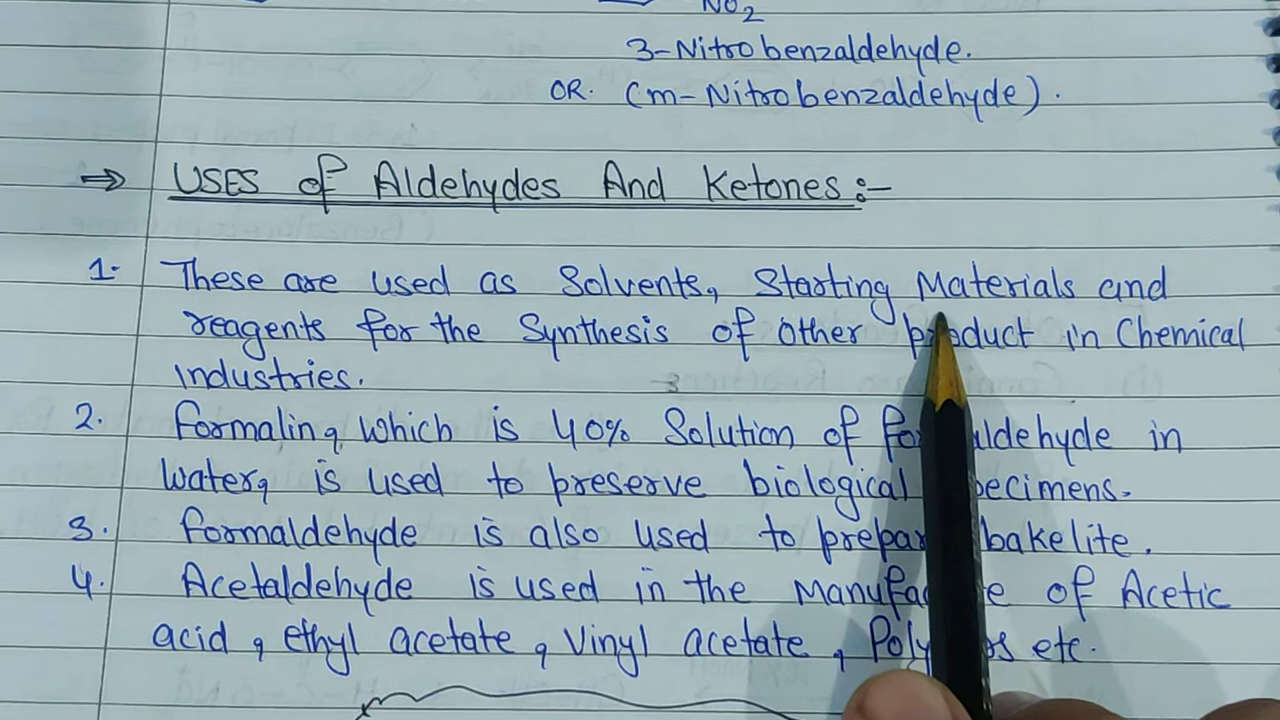 NO2
3-Nitrobenzaldehyde.
OR. (m-Nitrobenzaldehyde).
⇒ USES of Aldehydes And Ketones :-
1. These are used as Solvents, Starting Materials and
reagents for the Synthesis of other product in Chemical
industries.
2. formalin, which is 40% Solution of in
water, is used to preserve biological
3. formaldehyde is also used to bakelite.
4. Acetaldehyde is used in the of Acetic
acid, ethyl acetate, Vinyl acetate, etc.